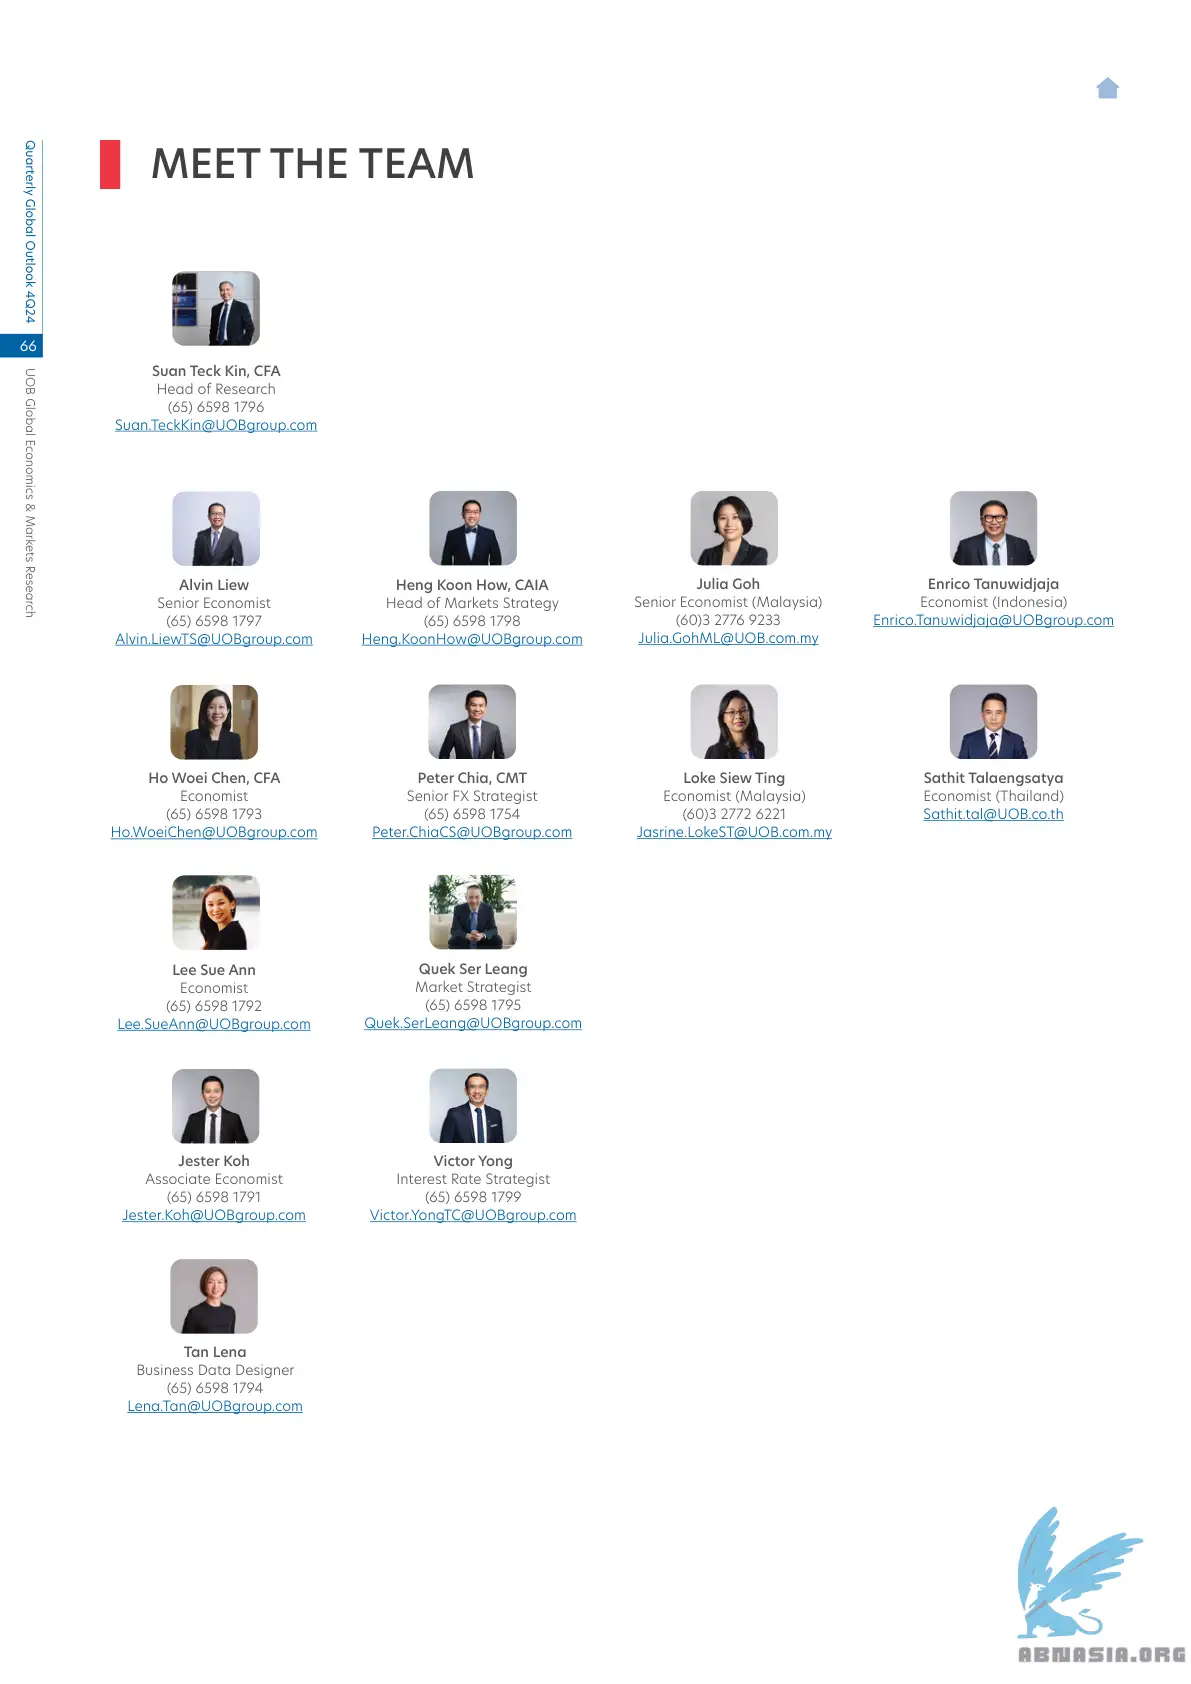 MEET THE TEAM
Quarterly Global Outlook 4Q24
66
UOB Global Economics & Markets Research
Suan Teck Kin, CFA
Head of Research
(65) 6598 1796
Suan.TeckKin@UOBgroup.com
Alvin Liew
Senior Economist
(65) 6598 1797
Alvin.LiewTS@UOBgroup.com
Heng Koon How, CAIA
Head of Markets Strategy
(65) 6598 1798
Heng.KoonHow@UOBgroup.com
Julia Goh
Senior Economist (Malaysia)
(60)3 2776 9233
Julia.GohML@UOB.com.my
Enrico Tanuwidjaja
Economist (Indonesia)
Enrico.Tanuwidjaja@UOBgroup.com
Ho Woei Chen, CFA
Economist
(65) 6598 1793
Ho.WoeiChen@UOBgroup.com
Peter Chia, CMT
Senior FX Strategist
(65) 6598 1754
Peter.ChiaCS@UOBgroup.com
Loke Siew Ting
Economist (Malaysia)
(60)3 2772 6221
Jasrine.LokeST@UOB.com.my
Sathit Talaengsatya
Economist (Thailand)
Sathit.tal@UOB.co.th
Lee Sue Ann
Economist
(65) 6598 1792
Lee.SueAnn@UOBgroup.com
Quek Ser Leang
Market Strategist
(65) 6598 1795
Quek.SerLeang@UOBgroup.com
Jester Koh
Associate Economist
(65) 6598 1791
Jester.Koh@UOBgroup.com
Victor Yong
Interest Rate Strategist
(65) 6598 1799
Victor.YongTC@UOBgroup.com
Tan Lena
Business Data Designer
(65) 6598 1794
Lena.Tan@UOBgroup.com
ABNASIA.ORG